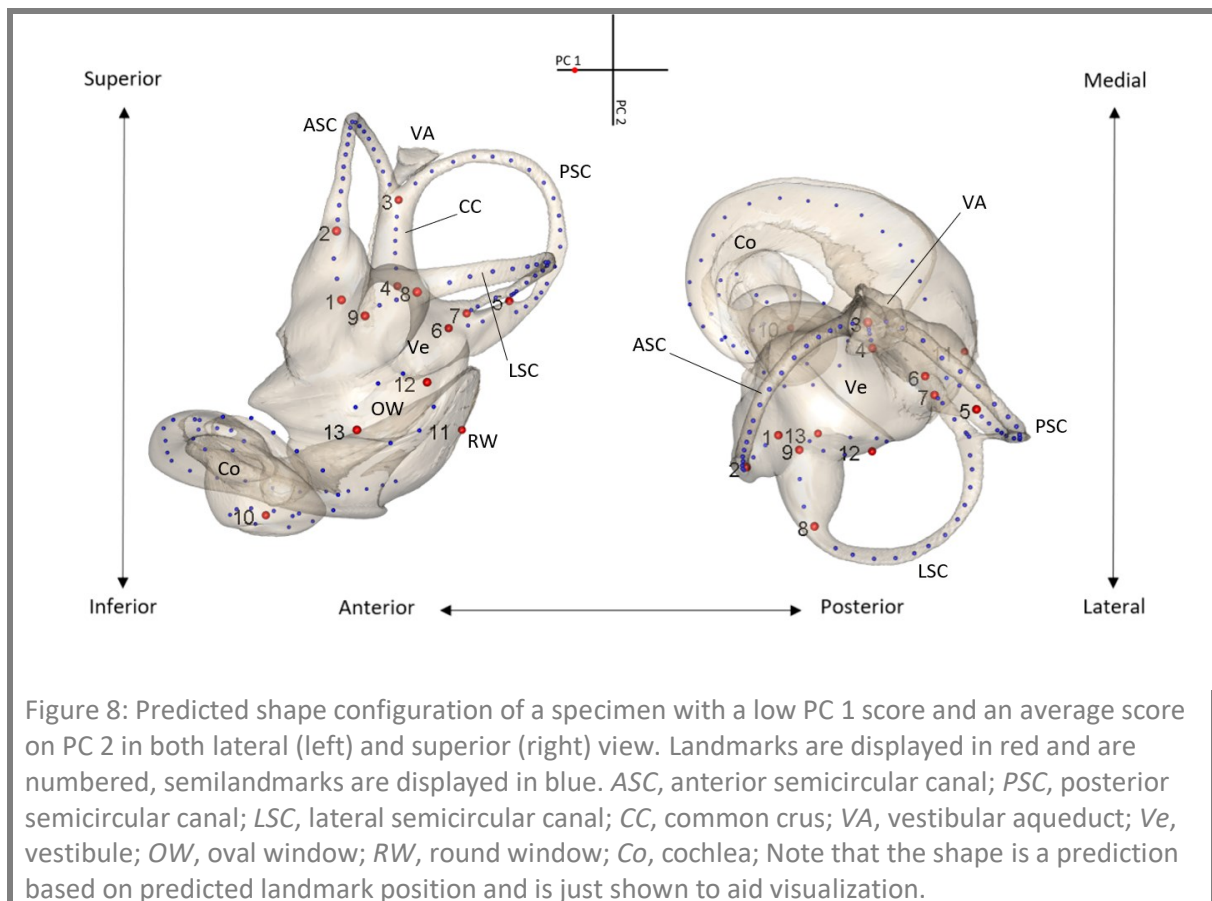 PC 1
PC 2
Superior
Inferior
ASC
VA
PSC
CC
3
2
4
8
1
9
5
7
6
Ve
LSC
12
OW
13
11
RW
Co
10
Anterior
Posterior
Medial
Lateral
VA
Co
10
3
4
11
ASC
Ve
6
7
5
PSC
1
13
9
12
2
8
LSC
Figure 8: Predicted shape configuration of a specimen with a low PC 1 score and an average score
on PC 2 in both lateral (left) and superior (right) view. Landmarks are displayed in red and are
numbered, semilandmarks are displayed in blue. ASC, anterior semicircular canal; PSC, posterior
semicircular canal; LSC, lateral semicircular canal; CC, common crus; VA, vestibular aqueduct; Ve,
vestibule; OW, oval window; RW, round window; Co, cochlea; Note that the shape is a prediction
based on predicted landmark position and is just shown to aid visualization.